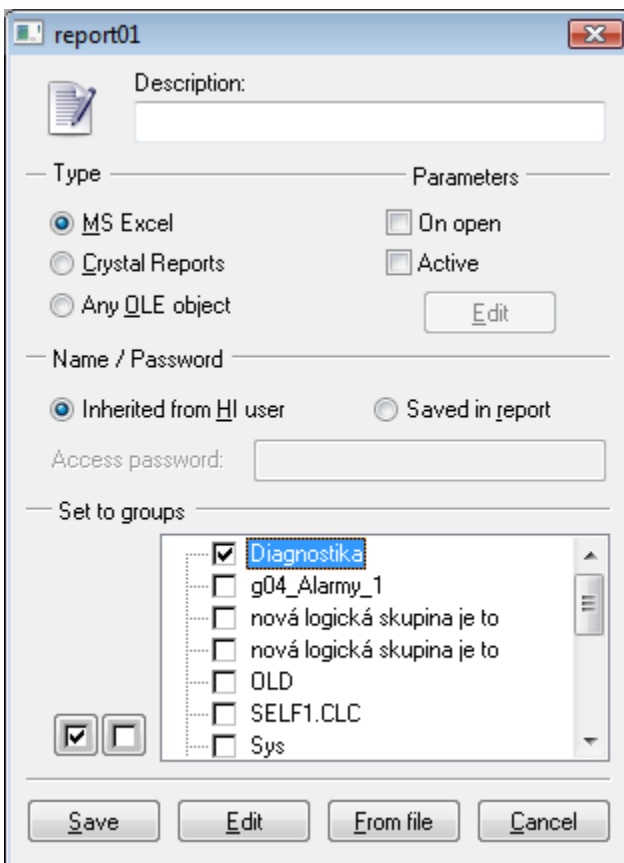 report01
Description:
Type
Parameters
MS Excel
On open
Crystal Reports
Active
Any OLE object
Edit
Name / Password
Inherited from HI user
Saved in report
Access password:
Set to groups
Diagnostika
g04_Alarmy_1
nová logická skupina je to
nová logická skupina je to
OLD
SELF1.CLC
Sys
Save
Edit
From file
Cancel